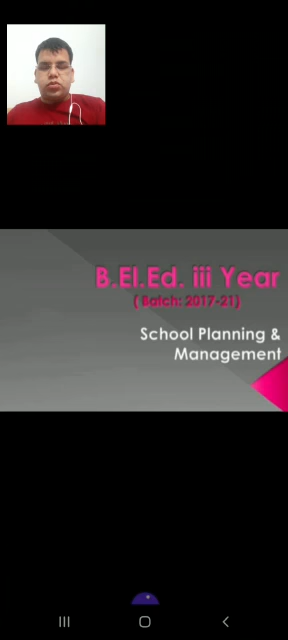 B.El.Ed. iii Year
( Batch: 2017-21)
School Planning &
Management